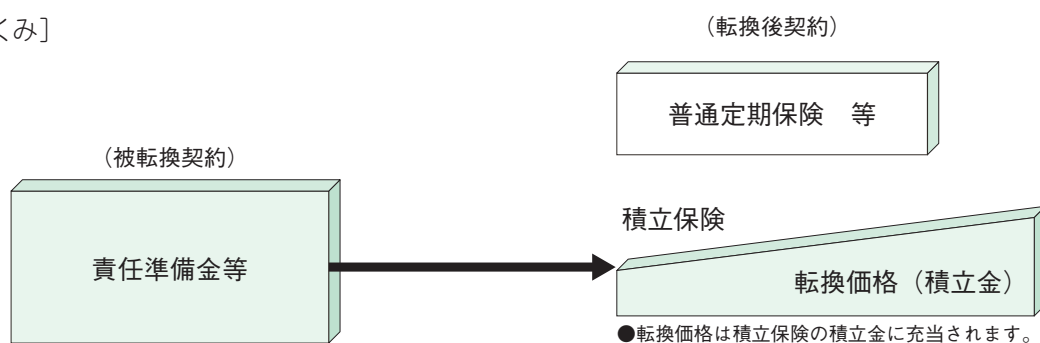 くみ］
（転換後契約）
普通定期保険　等
（被転換契約）
責任準備金等
積立保険
転換価格（積立金）
●転換価格は積立保険の積立金に充当されます。